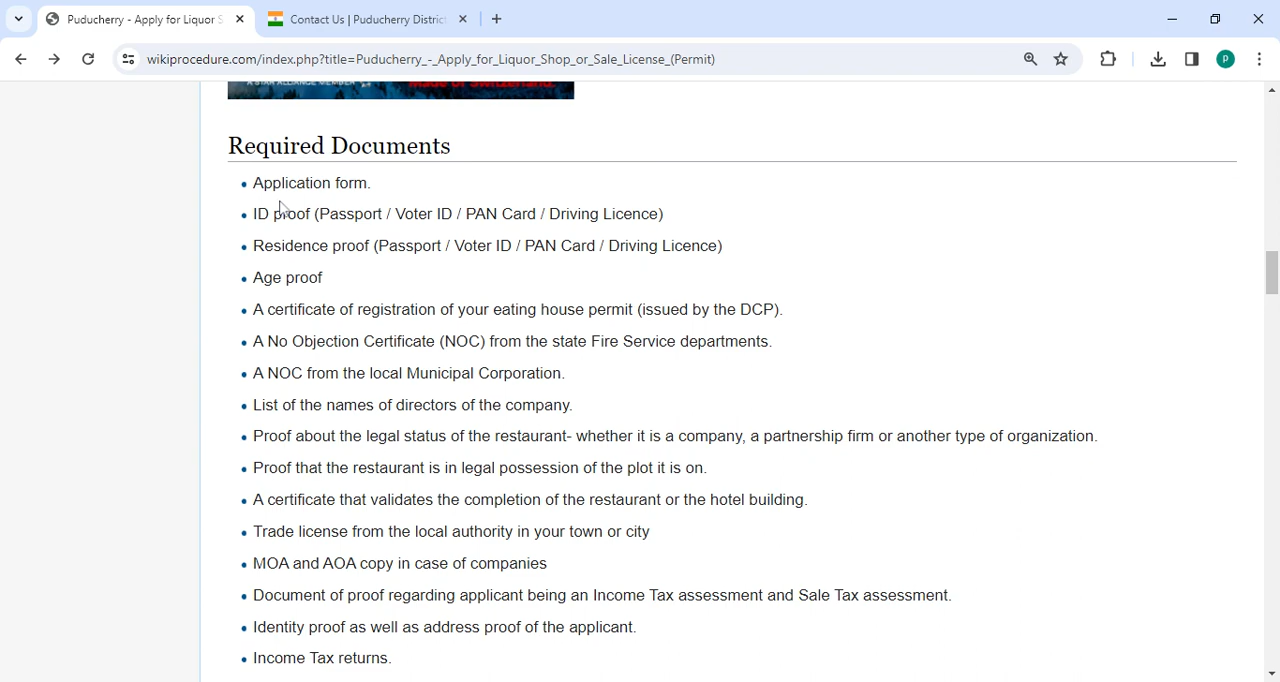 Puducherry - Apply for Liquor S
Contact Us | Puducherry Distric
wikiprocedure.com/index.php?title=Puducherry_-_Apply_for_Liquor_Shop_or_Sale_License_(Permit)
P
Required Documents
Application form.
ID proof (Passport / Voter ID / PAN Card / Driving Licence)
Residence proof (Passport / Voter ID / PAN Card / Driving Licence)
Age proof
A certificate of registration of your eating house permit (issued by the DCP).
A No Objection Certificate (NOC) from the state Fire Service departments.
A NOC from the local Municipal Corporation.
List of the names of directors of the company.
Proof about the legal status of the restaurant- whether it is a company, a partnership firm or another type of organization.
Proof that the restaurant is in legal possession of the plot it is on.
A certificate that validates the completion of the restaurant or the hotel building.
Trade license from the local authority in your town or city
MOA and AOA copy in case of companies
Document of proof regarding applicant being an Income Tax assessment and Sale Tax assessment.
Identity proof as well as address proof of the applicant.
Income Tax returns.